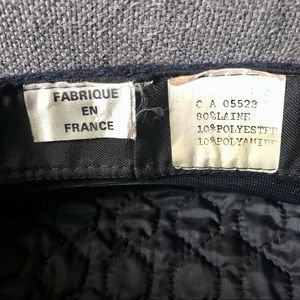 FABRIQUE
EN
FRANCE
C A 05523
80%LAINE
10%POLYESTER
10%POLYAMIDE